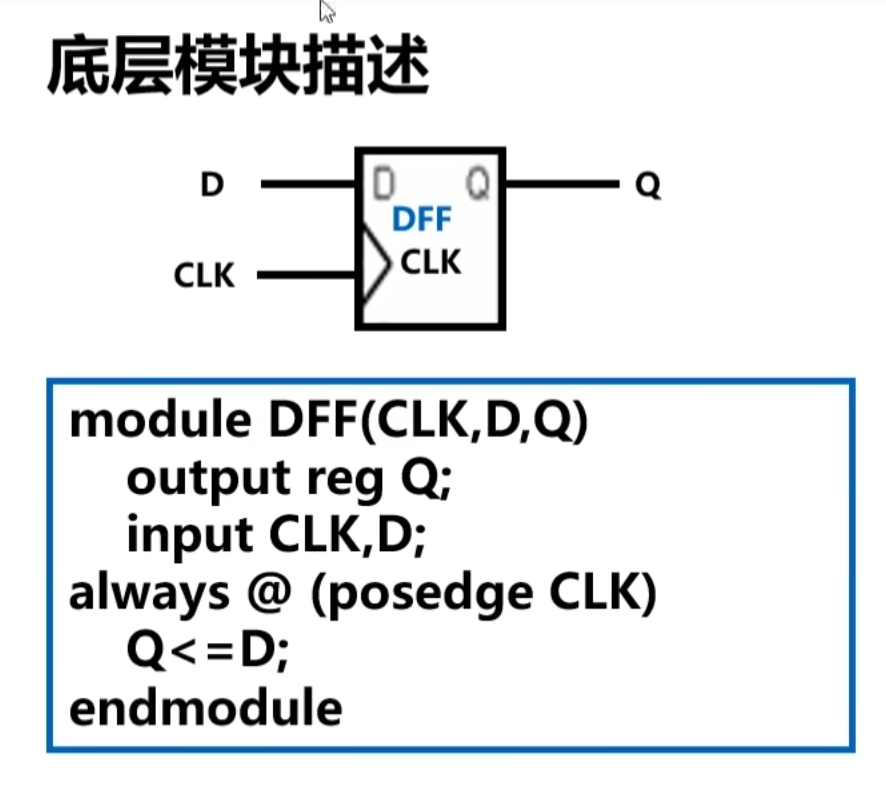 底层模块描述
D D Q Q
DFF
CLK CLK
module DFF(CLK,D,Q)
output reg Q;
input CLK,D;
always @ (posedge CLK)
Q<=D;
endmodule